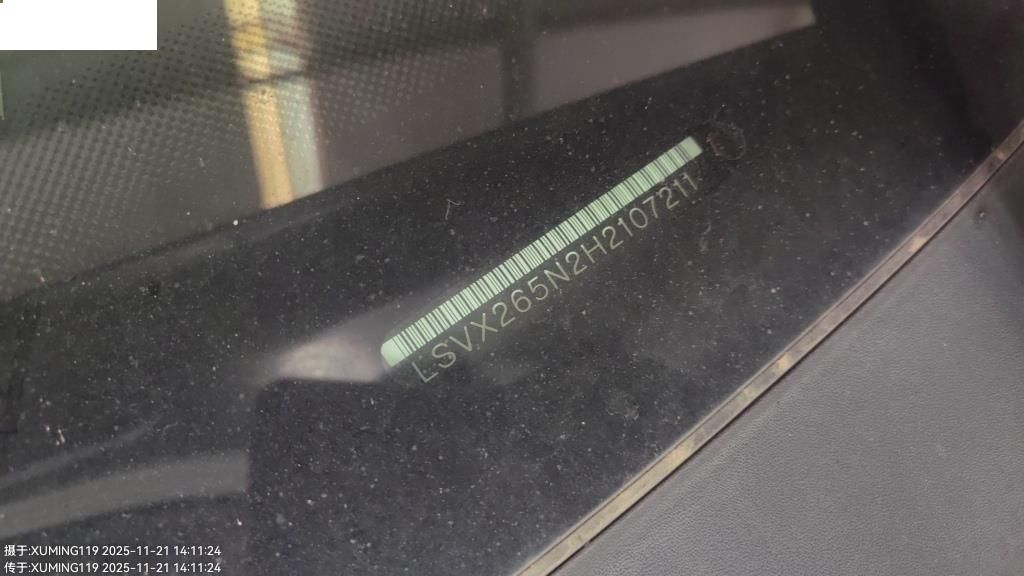 LSVX265N2H2107211
摄于:XUMING119 2025-11-21 14:11:24
传于:XUMING119 2025-11-21 14:11:24